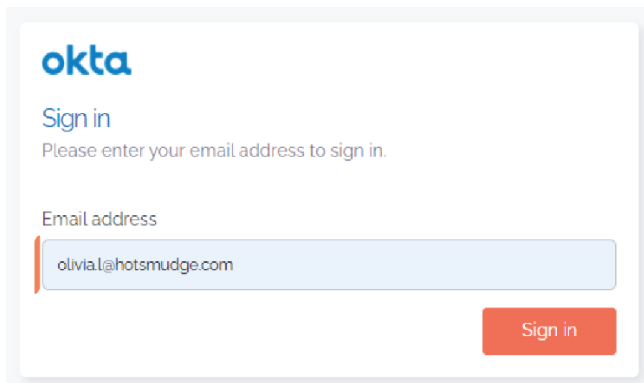 okta
Sign in
Please enter your email address to sign in.
Email address
olivia.l@hotsmudge.com
Sign in